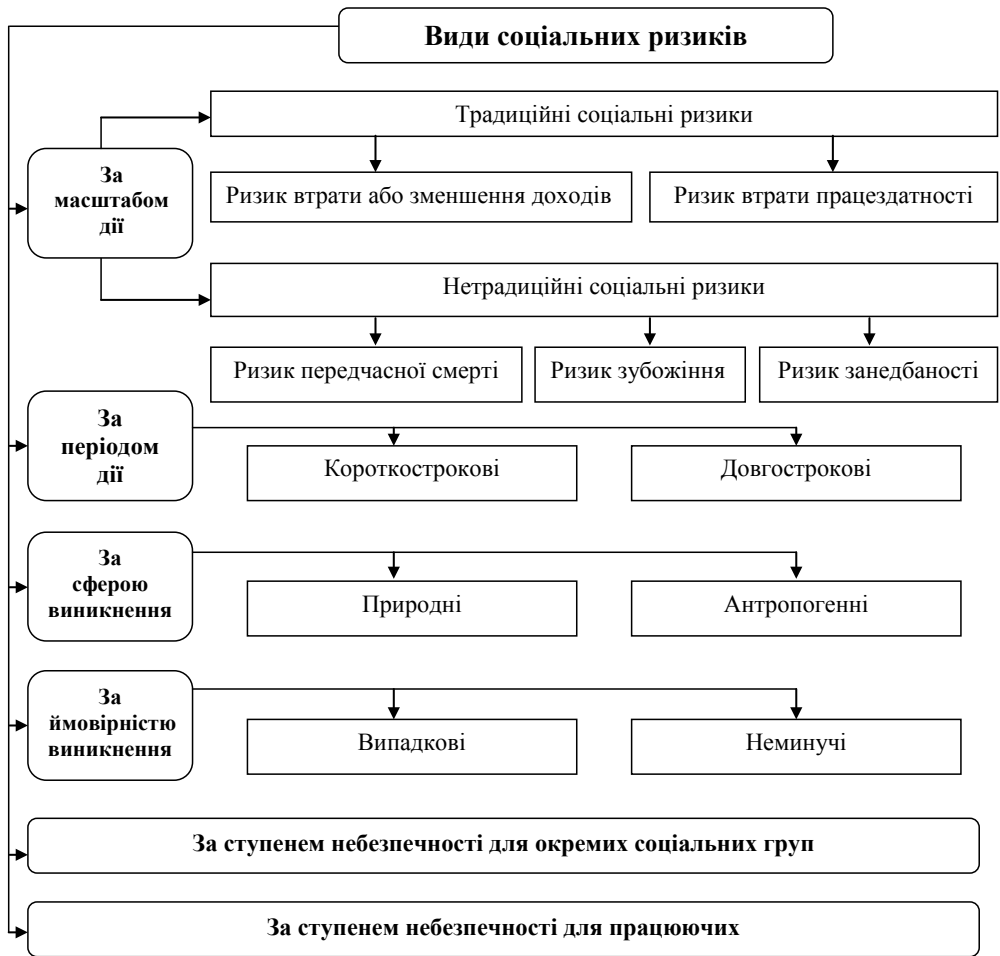 Види соціальних ризиків
Традиційні соціальні ризики
За
масштабом
дії
Ризик втрати або зменшення доходів
Ризик втрати працездатності
Нетрадиційні соціальні ризики
Ризик передчасної смерті
Ризик зубожіння
Ризик занедбаності
За
періодом
дії
Короткострокові
Довгострокові
За
сферою
виникнення
Природні
Антропогенні
За
ймовірністю
виникнення
Випадкові
Неминучі
За ступенем небезпечності для окремих соціальних груп
За ступенем небезпечності для працюючих